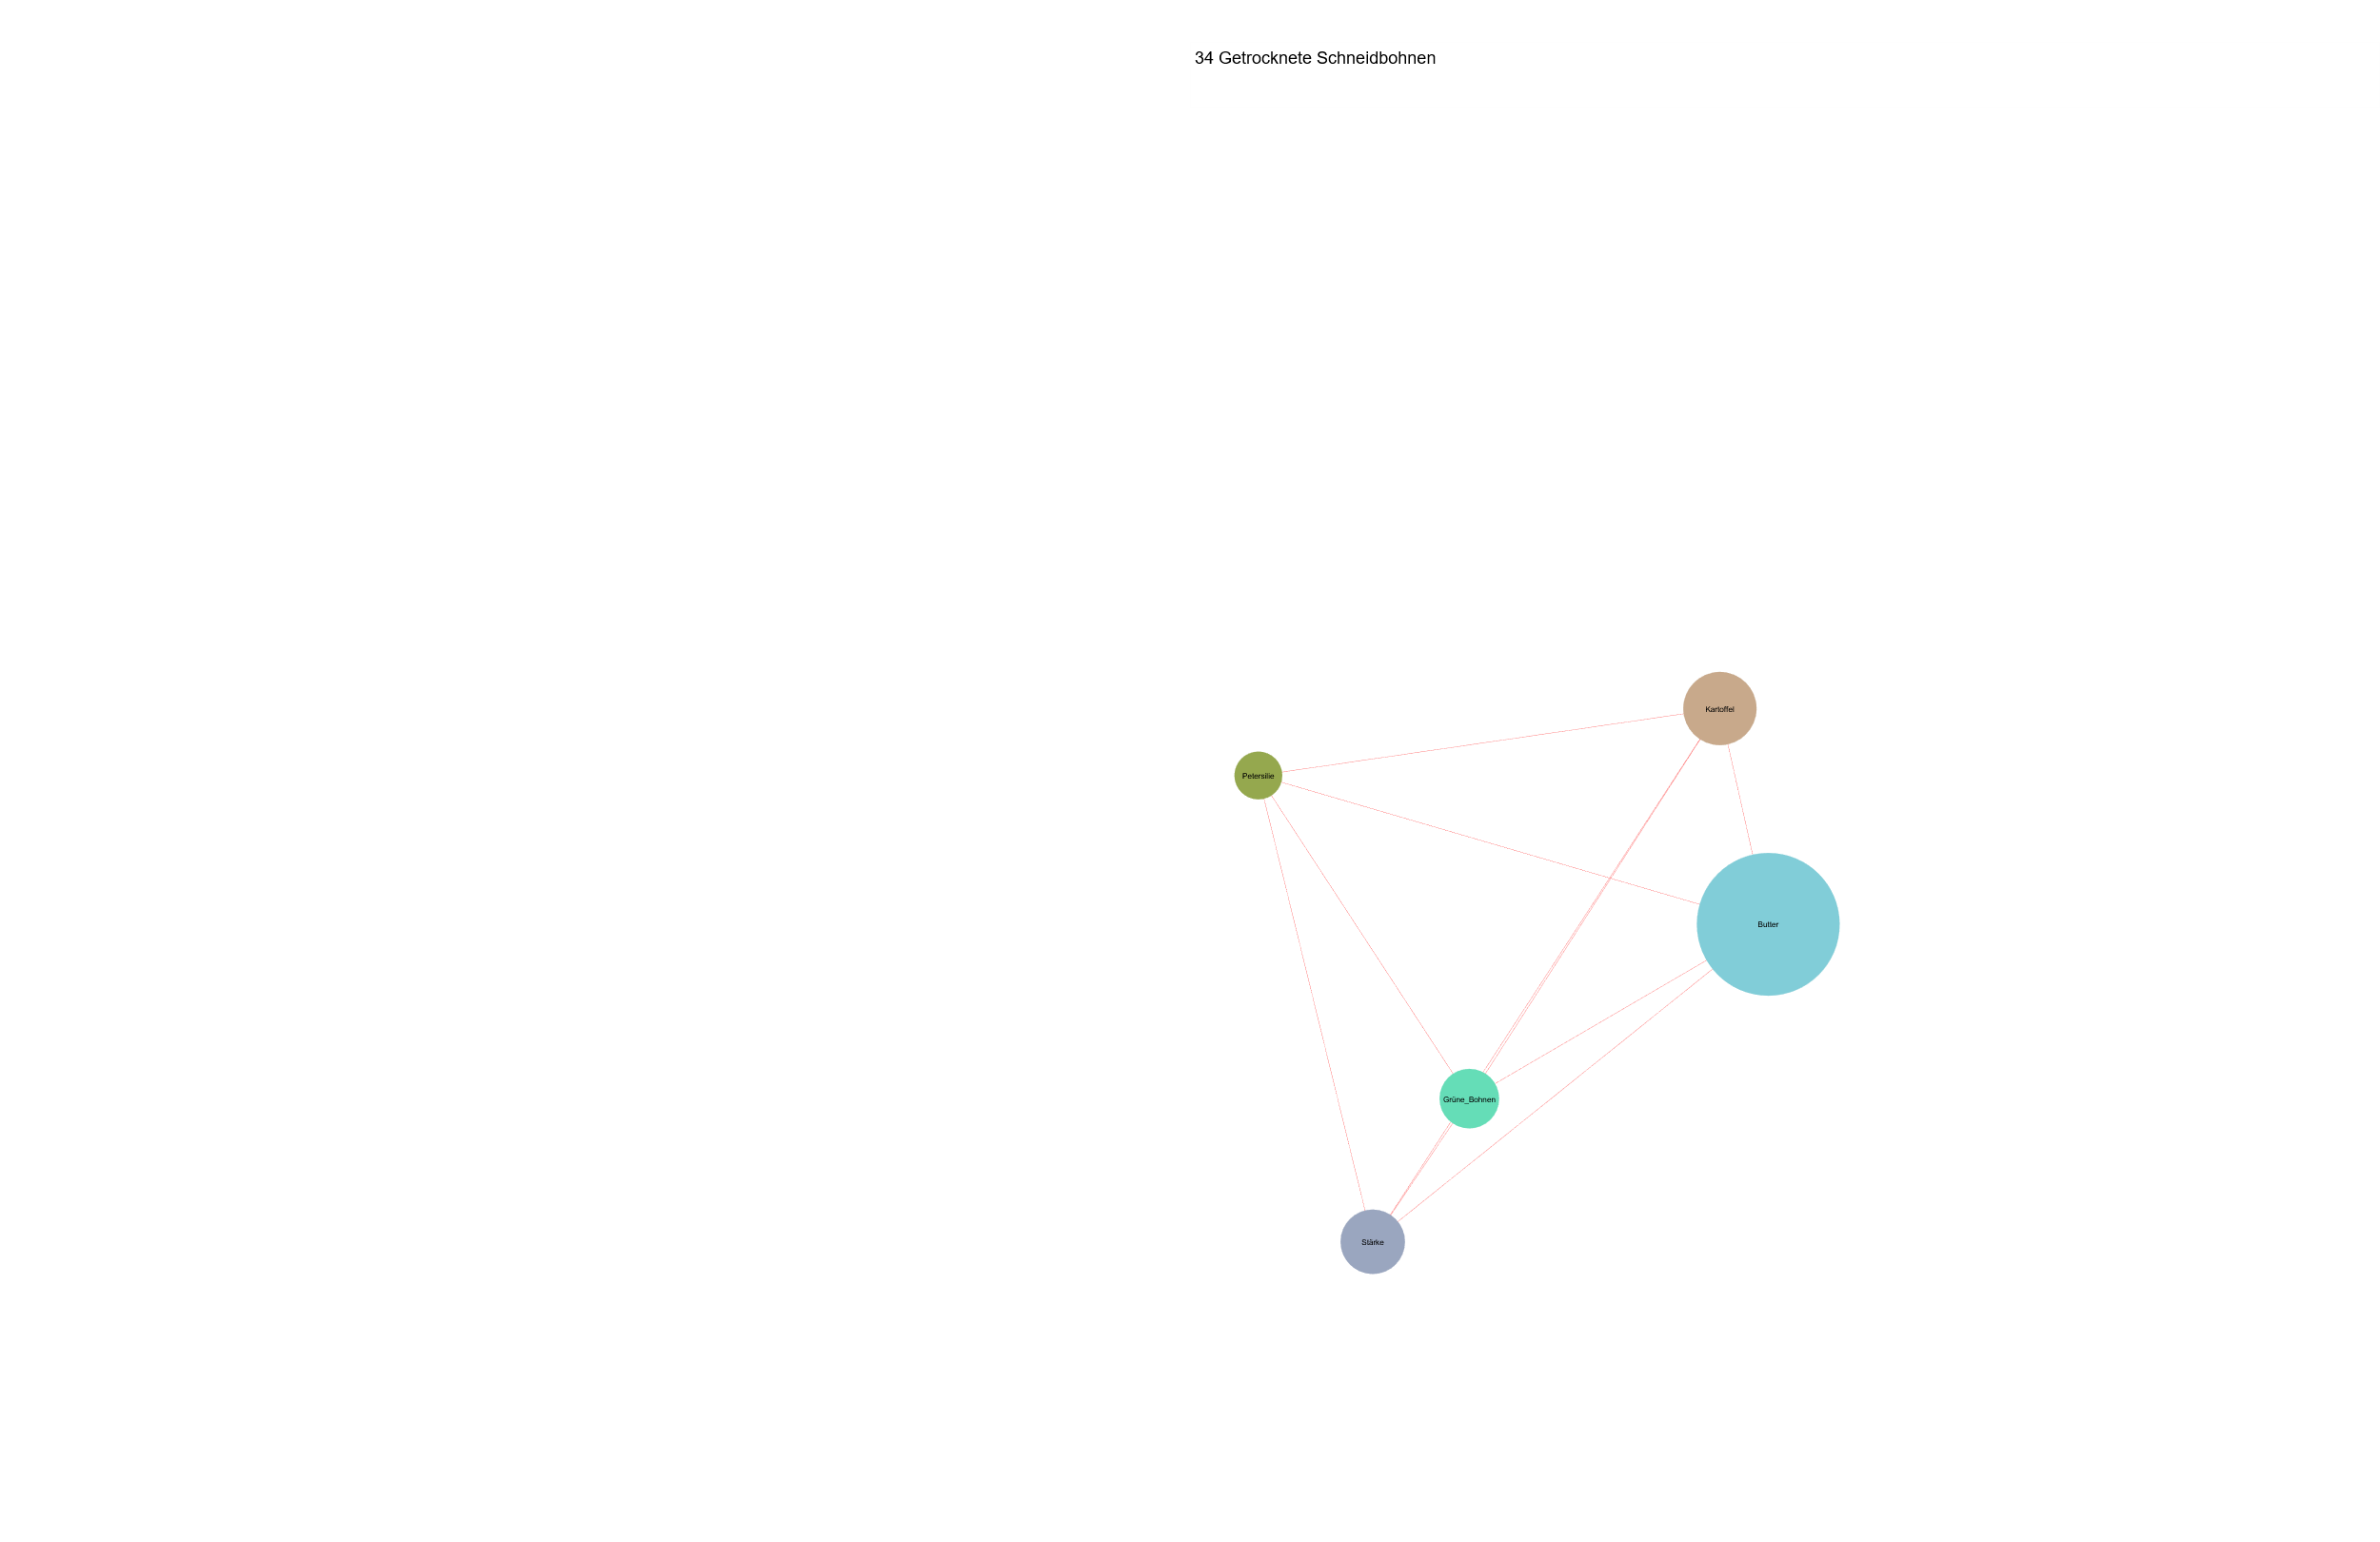 34 Getrocknete Schneidbohnen
Kartoffel
Petersilie
Butter
Grüne_Bohnen
Stärke